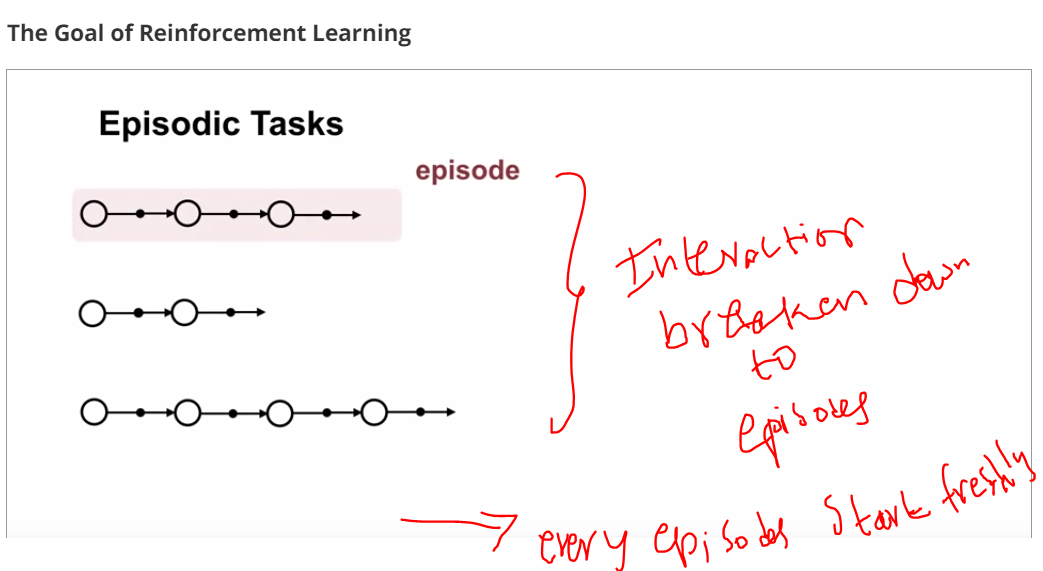 The Goal of Reinforcement Learning
Episodic Tasks
episode
Interaction
broken down
to
episodes
every episodes start freshly